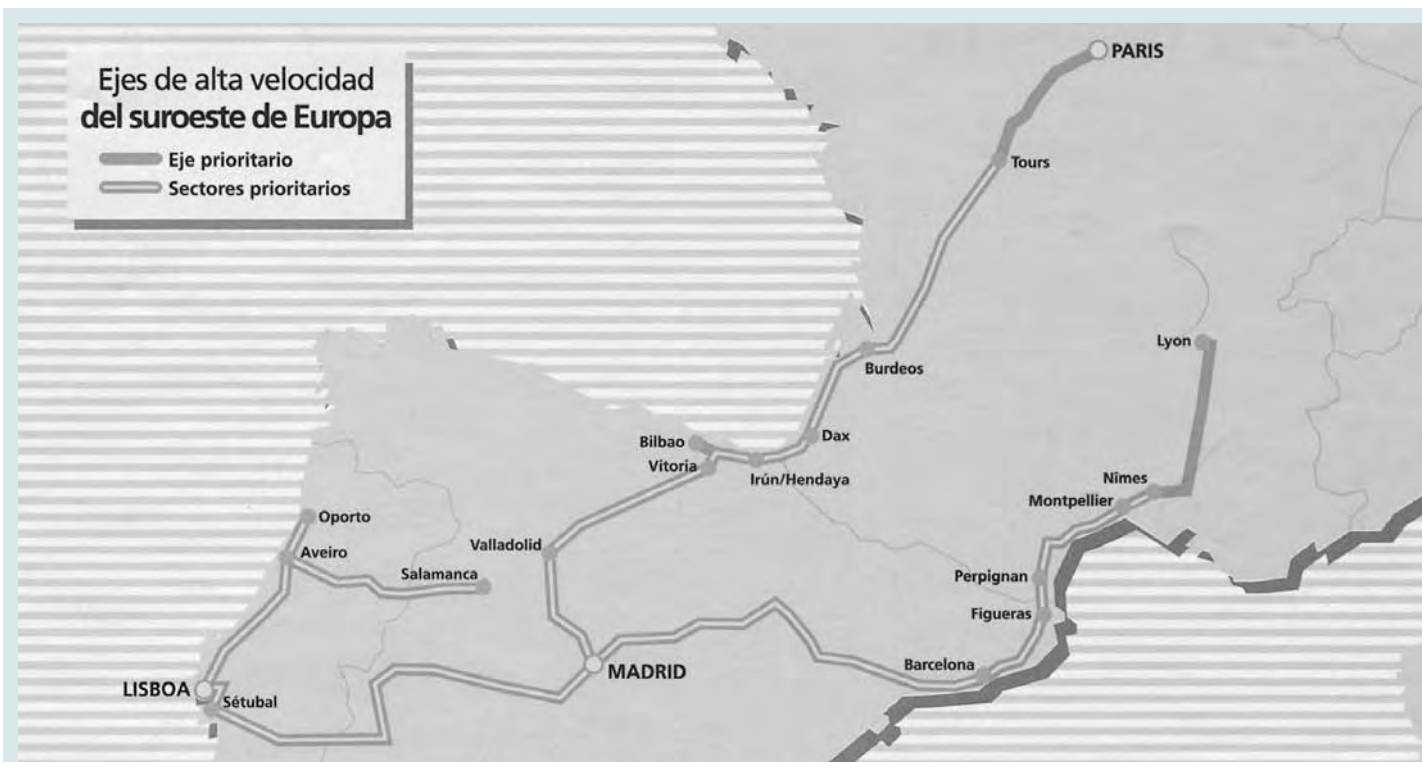 Ejes de alta velocidad
del suroeste de Europa
Eje prioritario
Sectores prioritarios
PARIS
Tours
Lyon
Burdeos
Dax
Bilbao
Vitoria
Irún/Hendaya
Nîmes
Montpellier
Oporto
Aveiro
Valladolid
Salamanca
Perpignan
Figueras
Barcelona
MADRID
LISBOA
Sétubal